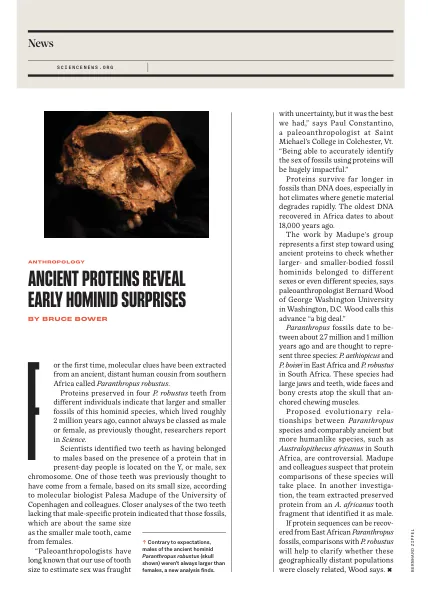 News
SCIENCENEWS.ORG
ANTHROPOLOGY
ANCIENT PROTEINS REVEAL
EARLY HOMINID SURPRISES
BY BRUCE BOWER
For the first time, molecular clues have been extracted
from an ancient, distant human cousin from southern
Africa called Paranthropus robustus.
Proteins preserved in four P. robustus teeth from
different individuals indicate that larger and smaller
fossils of this hominid species, which lived roughly
2 million years ago, cannot always be classed as male
or female, as previously thought, researchers report
in Science.
Scientists identified two teeth as having belonged
to males based on the presence of a protein that in
present-day people is located on the Y, or male, sex
chromosome. One of those teeth was previously thought to
have come from a female, based on its small size, according
to molecular biologist Palesa Madupe of the University of
Copenhagen and colleagues. Closer analyses of the two teeth
lacking that male-specific protein indicated that those fossils,
which are about the same size
as the smaller male tooth, came
from females.
“Paleoanthropologists have
long known that our use of tooth
size to estimate sex was fraught
↑ Contrary to expectations,
males of the ancient hominid
Paranthropus robustus (skull
shown) weren't always larger than
females, a new analysis finds.
with uncertainty, but it was the best
we had,” says Paul Constantino,
a paleoanthropologist at Saint
Michael's College in Colchester, Vt.
“Being able to accurately identify
the sex of fossils using proteins will
be hugely impactful.”
Proteins survive far longer in
fossils than DNA does, especially in
hot climates where genetic material
degrades rapidly. The oldest DNA
recovered in Africa dates to about
18,000 years ago.
The work by Madupe's group
represents a first step toward using
ancient proteins to check whether
larger- and smaller-bodied fossil
hominids belonged to different
sexes or even different species, says
paleoanthropologist Bernard Wood
of George Washington University
in Washington, D.C. Wood calls this
advance “a big deal.”
Paranthropus fossils date to be-
tween about 2.7 million and 1 million
years ago and are thought to repre-
sent three species: P. aethiopicus and
P. boisei in East Africa and P. robustus
in South Africa. These species had
large jaws and teeth, wide faces and
bony crests atop the skull that an-
chored chewing muscles.
Proposed evolutionary re-
lationships between Paranthropus
species and comparably ancient but
more humanlike species, such as
Australopithecus africanus in South
Africa, are controversial. Madupe
and colleagues suspect that protein
comparisons of these species will
take place. In another investiga-
tion, the team extracted preserved
protein from an A. africanus tooth
fragment that identified it as male.
If protein sequences can be recov-
ered from East African Paranthropus
fossils, comparisons with P. robustus
will help to clarify whether these
geographically distant populations
were closely related, Wood says.
BERNHARD ZIPFEL